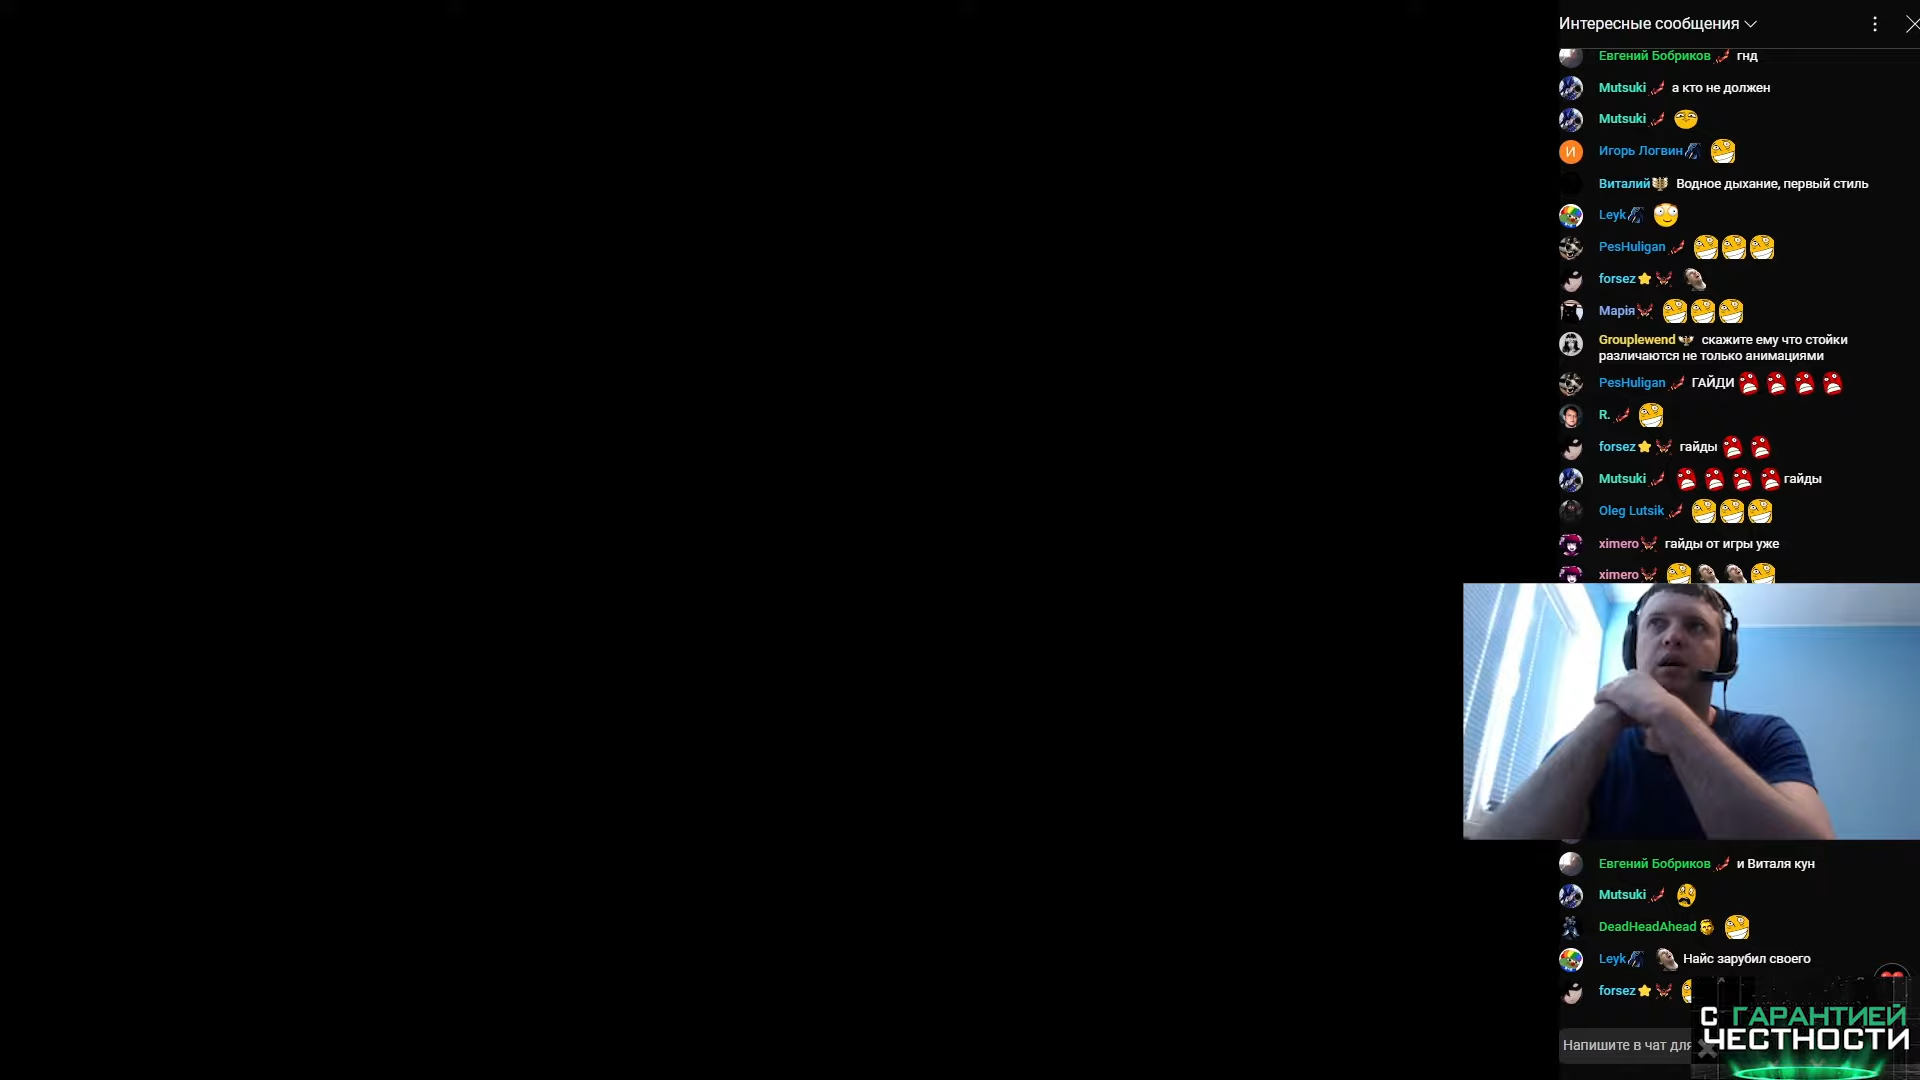 Интересные сообщения
Евгений Бобриков гнд
Mutsuki а кто не должен
Mutsuki
Игорь Логвин
И
Виталий Водное дыхание, первый стиль
Leyk
PesHuligan
forsez
Марія
Grouplewend скажите ему что стойки
различаются не только анимациями
PesHuligan ГАЙДИ
R.
forsez гайды
Mutsuki гайды
Oleg Lutsik
ximero гайды от игры уже
ximero
Евгений Бобриков и Виталя кун
Mutsuki
DeadHeadAhead
Leyk Найс зарубил своего
forsez
Напишите в чат для
С ГАРАНТИЕЙ
ЧЕСТНОСТИ